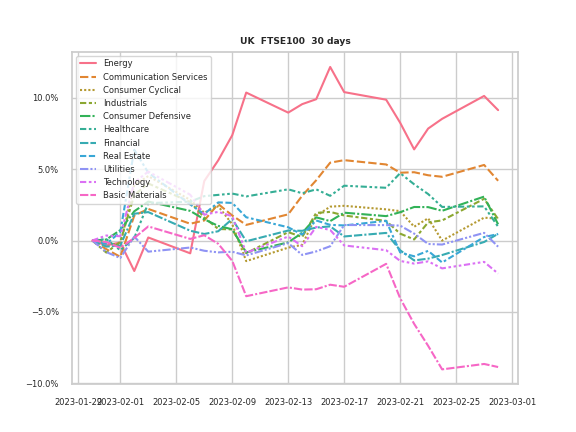 UK FTSE100 30 days
Energy
Communication Services
Consumer Cyclical
Industrials
Consumer Defensive
Healthcare
Financial
Real Estate
Utilities
Technology
Basic Materials
10.0%
5.0%
0.0%
−5.0%
−10.0%
2023-01-29 2023-02-01 2023-02-05 2023-02-09 2023-02-13 2023-02-17 2023-02-21 2023-02-25 2023-03-01